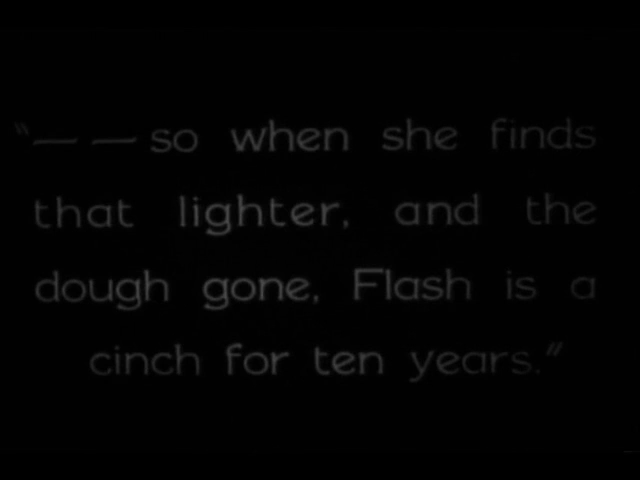 "— — so when she finds
that lighter, and the
dough gone, Flash is a
cinch for ten years."